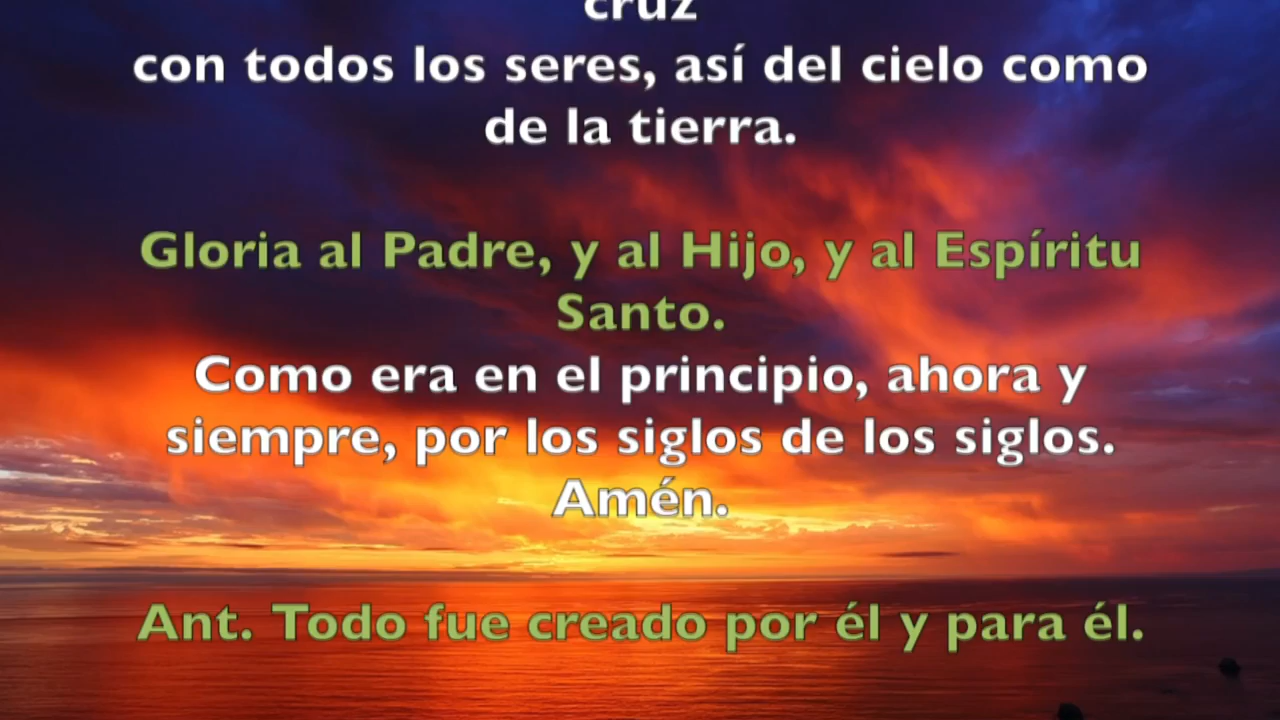 cruz
con todos los seres, así del cielo como
de la tierra.
Gloria al Padre, y al Hijo, y al Espíritu
Santo.
Como era en el principio, ahora y
siempre, por los siglos de los siglos.
Amén.
Ant. Todo fue creado por él y para él.